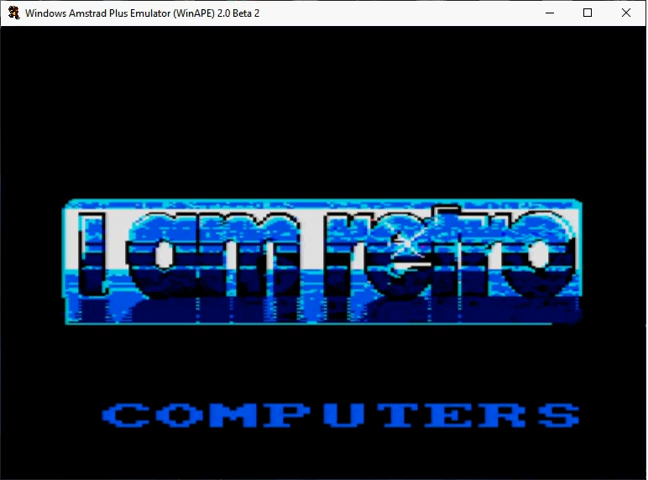 Windows Amstrad Plus Emulator (WinAPE) 2.0 Beta 2
I am retro
COMPUTERS